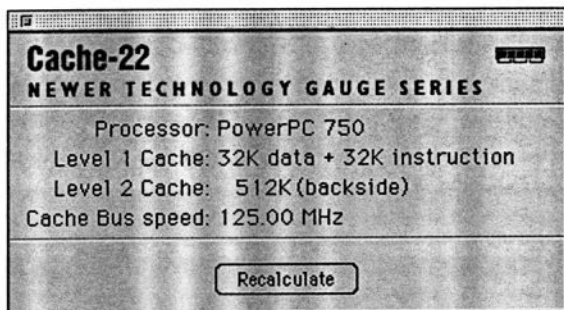 Cache-22
NEWER TECHNOLOGY GAUGE SERIES
Processor: PowerPC 750
Level 1 Cache: 32K data + 32K instruction
Level 2 Cache: 512K(backside)
Cache Bus speed: 125.00 MHz
Recalculate